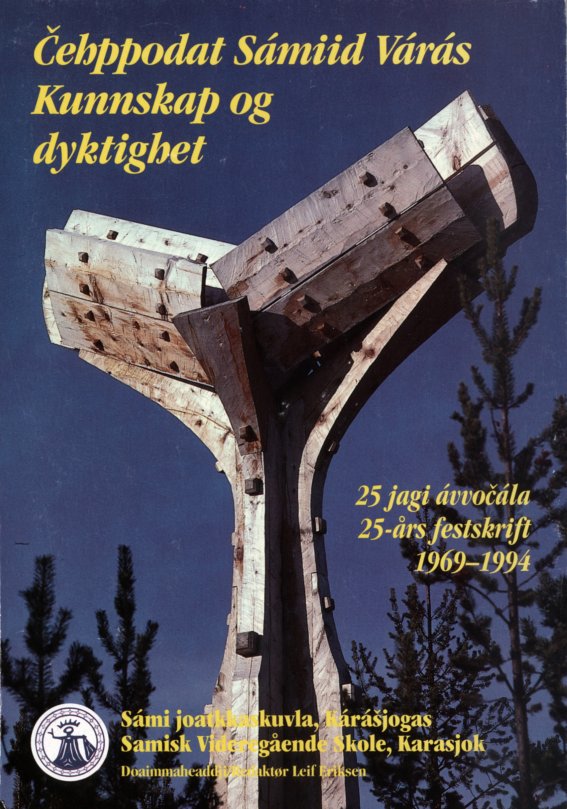 Čehppodat Sámiid Várás
Kunnskap og
dyktighet
25 jagi ávvočála
25-års festskrift
1969–1994
Sámi joatkkaskuvla, Kárášjogas
Samisk Videregående Skole, Karasjok
Doaimmaheaddji/Redaktør Leif Eriksen